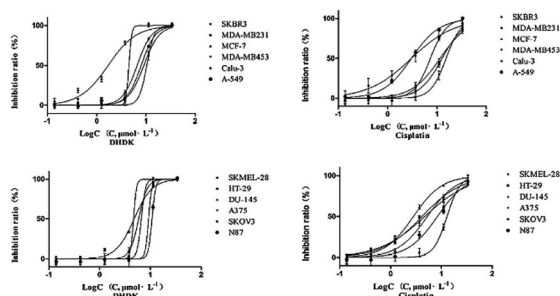 Inhibition ratio (%)
100
50
0
-1
0
1
2
LogC (C, μmol· L⁻¹)
DHDK
SKBR3
MDA-MB231
MCF-7
MDA-MB453
Calu-3
A-549
Inhibition ratio (%)
100
50
0
-1
0
1
2
LogC (C, μmol· L⁻¹)
Cisplatin
SKBR3
MDA-MB231
MCF-7
MDA-MB453
Calu-3
A-549
Inhibition ratio (%)
100
50
0
-1
0
1
2
LogC (C, μmol· L⁻¹)
DHDK
SKMEL-28
HT-29
DU-145
A375
SKOV3
N87
Inhibition ratio (%)
100
50
0
-1
0
1
2
LogC (C, μmol· L⁻¹)
Cisplatin
SKMEL-28
HT-29
DU-145
A375
SKOV3
N87